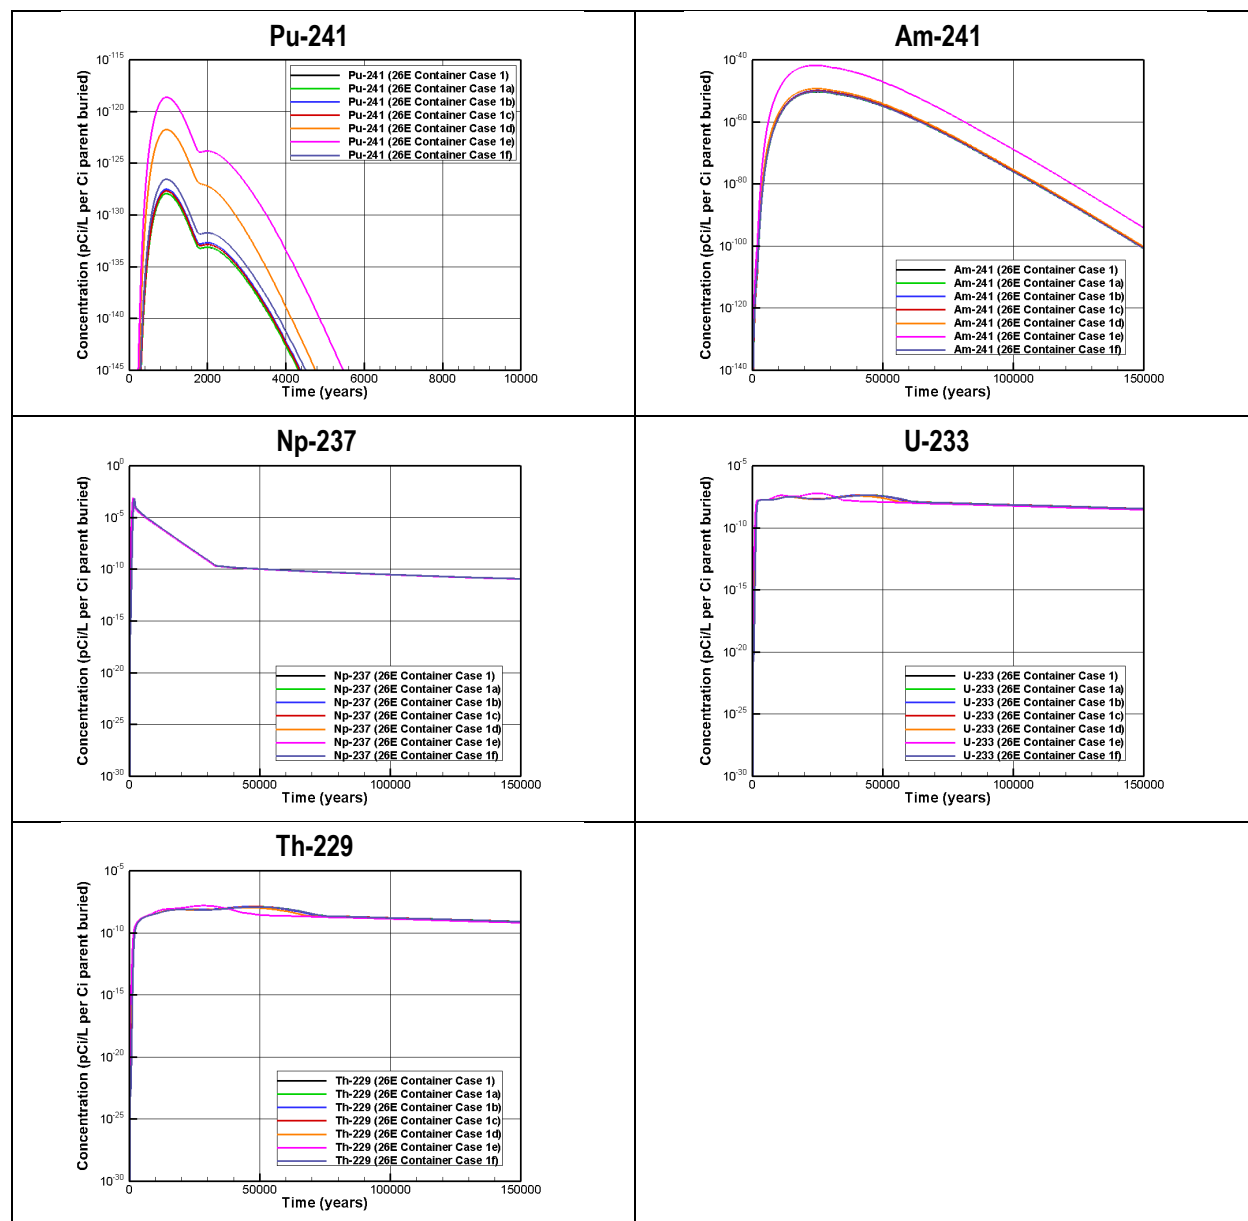 Pu-241
Concentration (pCi/L per Ci parent buried)
10^-115
10^-120
10^-125
10^-130
10^-135
10^-140
10^-145
Pu-241 (26E Container Case 1)
Pu-241 (26E Container Case 1a)
Pu-241 (26E Container Case 1b)
Pu-241 (26E Container Case 1c)
Pu-241 (26E Container Case 1d)
Pu-241 (26E Container Case 1e)
Pu-241 (26E Container Case 1f)
0 2000 4000 6000 8000 10000
Time (years)
Am-241
Concentration (pCi/L per Ci parent buried)
10^-40
10^-60
10^-80
10^-100
10^-120
10^-140
Am-241 (26E Container Case 1)
Am-241 (26E Container Case 1a)
Am-241 (26E Container Case 1b)
Am-241 (26E Container Case 1c)
Am-241 (26E Container Case 1d)
Am-241 (26E Container Case 1e)
Am-241 (26E Container Case 1f)
0 50000 100000 150000
Time (years)
Np-237
Concentration (pCi/L per Ci parent buried)
10^0
10^-5
10^-10
10^-15
10^-20
10^-25
10^-30
Np-237 (26E Container Case 1)
Np-237 (26E Container Case 1a)
Np-237 (26E Container Case 1b)
Np-237 (26E Container Case 1c)
Np-237 (26E Container Case 1d)
Np-237 (26E Container Case 1e)
Np-237 (26E Container Case 1f)
0 50000 100000 150000
Time (years)
U-233
Concentration (pCi/L per Ci parent buried)
10^-5
10^-10
10^-15
10^-20
10^-25
10^-30
U-233 (26E Container Case 1)
U-233 (26E Container Case 1a)
U-233 (26E Container Case 1b)
U-233 (26E Container Case 1c)
U-233 (26E Container Case 1d)
U-233 (26E Container Case 1e)
U-233 (26E Container Case 1f)
0 50000 100000 150000
Time (years)
Th-229
Concentration (pCi/L per Ci parent buried)
10^-5
10^-10
10^-15
10^-20
10^-25
10^-30
Th-229 (26E Container Case 1)
Th-229 (26E Container Case 1a)
Th-229 (26E Container Case 1b)
Th-229 (26E Container Case 1c)
Th-229 (26E Container Case 1d)
Th-229 (26E Container Case 1e)
Th-229 (26E Container Case 1f)
0 50000 100000 150000
Time (years)